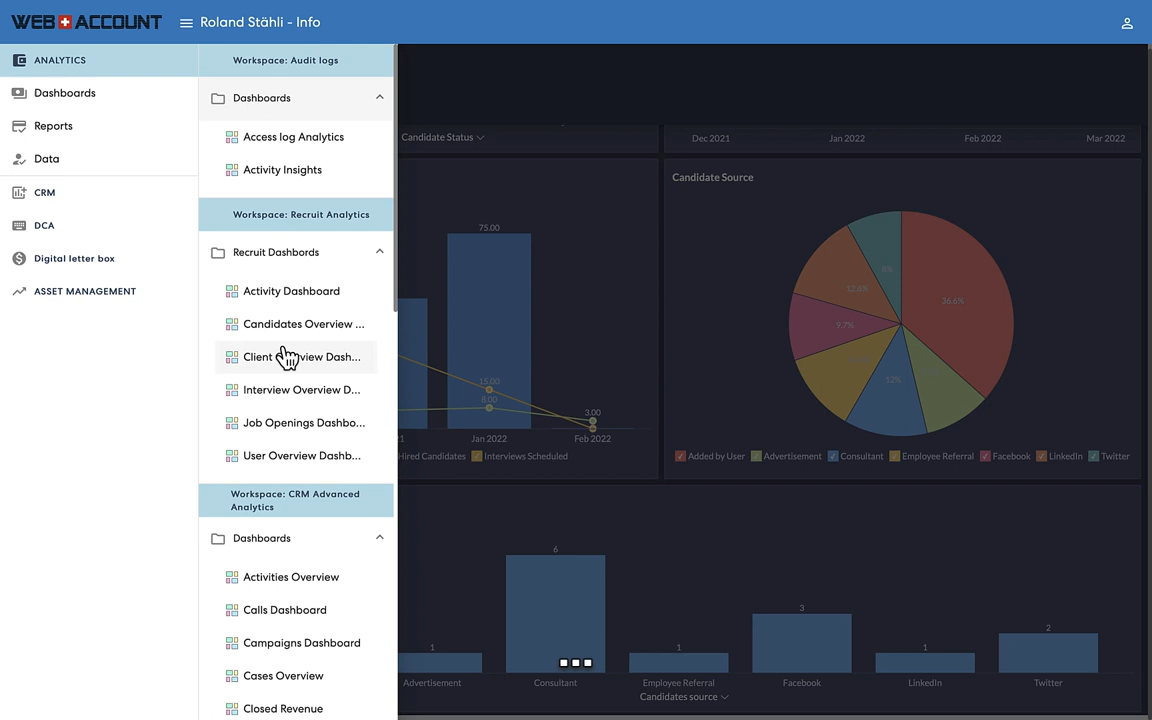 WEB ACCOUNT
Roland Stähli - Info
ANALYTICS
Dashboards
Reports
Data
CRM
DCA
Digital letter box
ASSET MANAGEMENT
Workspace: Audit logs
Dashboards
Access log Analytics
Activity Insights
Workspace: Recruit Analytics
Recruit Dashbords
Activity Dashboard
Candidates Overview ...
Client
view Dash...
Interview Overview D...
Job Openings Dashbo...
User Overview Dashb...
Workspace: CRM Advanced
Analytics
Dashboards
Activities Overview
Calls Dashboard
Campaigns Dashboard
Cases Overview
Closed Revenue
Candidate Status
75.00
15.00
8.00
3.00
Jan 2022
Feb 2022
Hired Candidates
Interviews Scheduled
Dec 2021
Jan 2022
Feb 2022
Mar 2022
Candidate Source
8%
36.6%
12.8%
9.7%
12%
Added by User
Advertisement
Consultant
Employee Referral
Facebook
LinkedIn
Twitter
1
6
1
3
1
2
Advertisement
Consultant
Employee Referral
Facebook
LinkedIn
Twitter
Candidates source